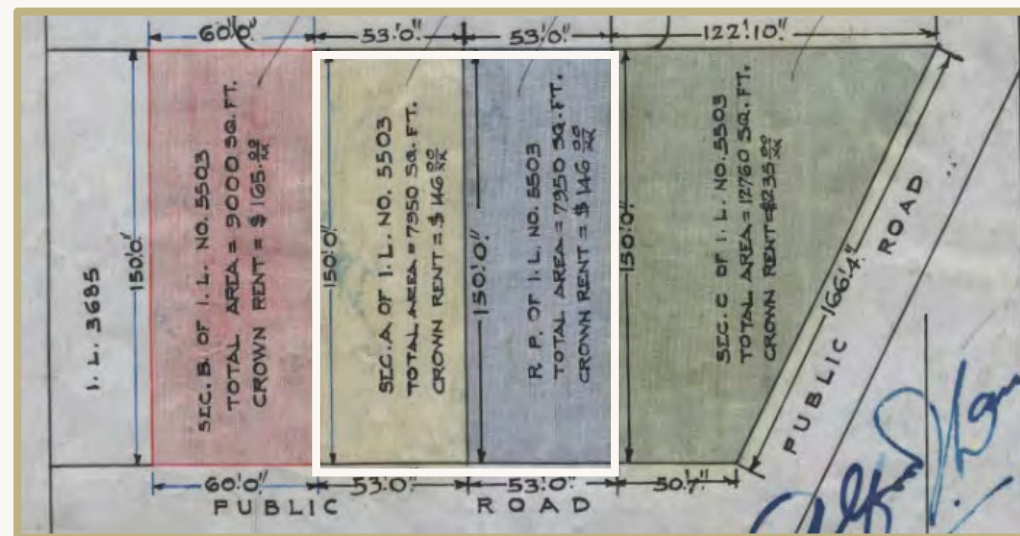 60'.0"
53'.0"
53'.0"
122'.10"
I. L. 3685
150'.0"
SEC. B. OF I. L. NO. 5503
TOTAL AREA = 9000 SQ. FT.
CROWN RENT = $ 165.00/XX
150'.0"
SEC. A OF I. L. NO. 5503
TOTAL AREA = 7950 SQ. FT.
CROWN RENT = $ 146 00/XX
150'.0"
R. P. OF I. L. NO. 5503
TOTAL AREA = 7950 SQ. FT.
CROWN RENT = $ 146 00/XX
150'.0"
SEC. C OF I. L. NO. 5503
TOTAL AREA = 12760 SQ. FT.
CROWN RENT = $235 00/XX
166'.4"
PUBLIC ROAD
60'.0"
53'.0"
53'.0"
50'.7"
PUBLIC ROAD